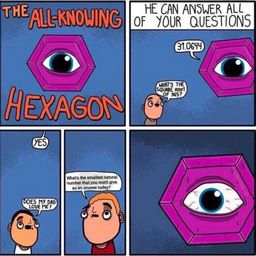 THE
ALL-KNOWING
HEXAGON
HE CAN ANSWER ALL
OF YOUR QUESTIONS
31.0644
WHAT'S THE
SQUARE ROOT
OF 965?
YES
DOES MY DAD
LOVE ME?
What's the smallest natural
number that you won't give
as an answer today?